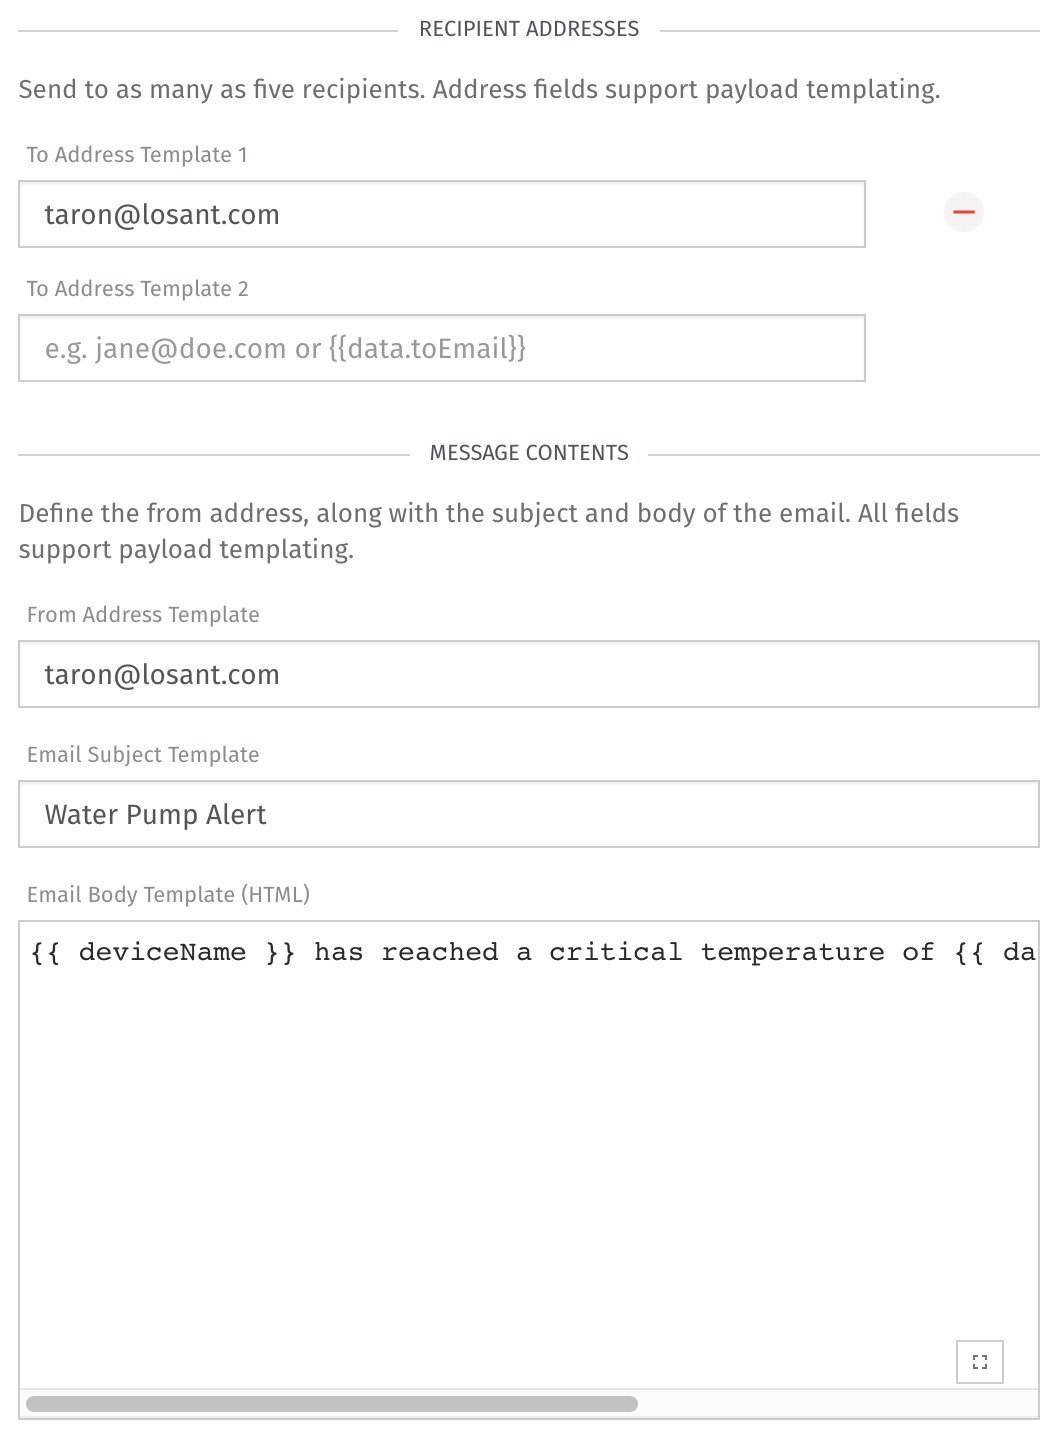 RECIPIENT ADDRESSES
Send to as many as five recipients. Address fields support payload templating.
To Address Template 1
taron@losant.com
To Address Template 2
e.g. jane@doe.com or {{data.toEmail}}
MESSAGE CONTENTS
Define the from address, along with the subject and body of the email. All fields
support payload templating.
From Address Template
taron@losant.com
Email Subject Template
Water Pump Alert
Email Body Template (HTML)
{{ deviceName }} has reached a critical temperature of {{ da